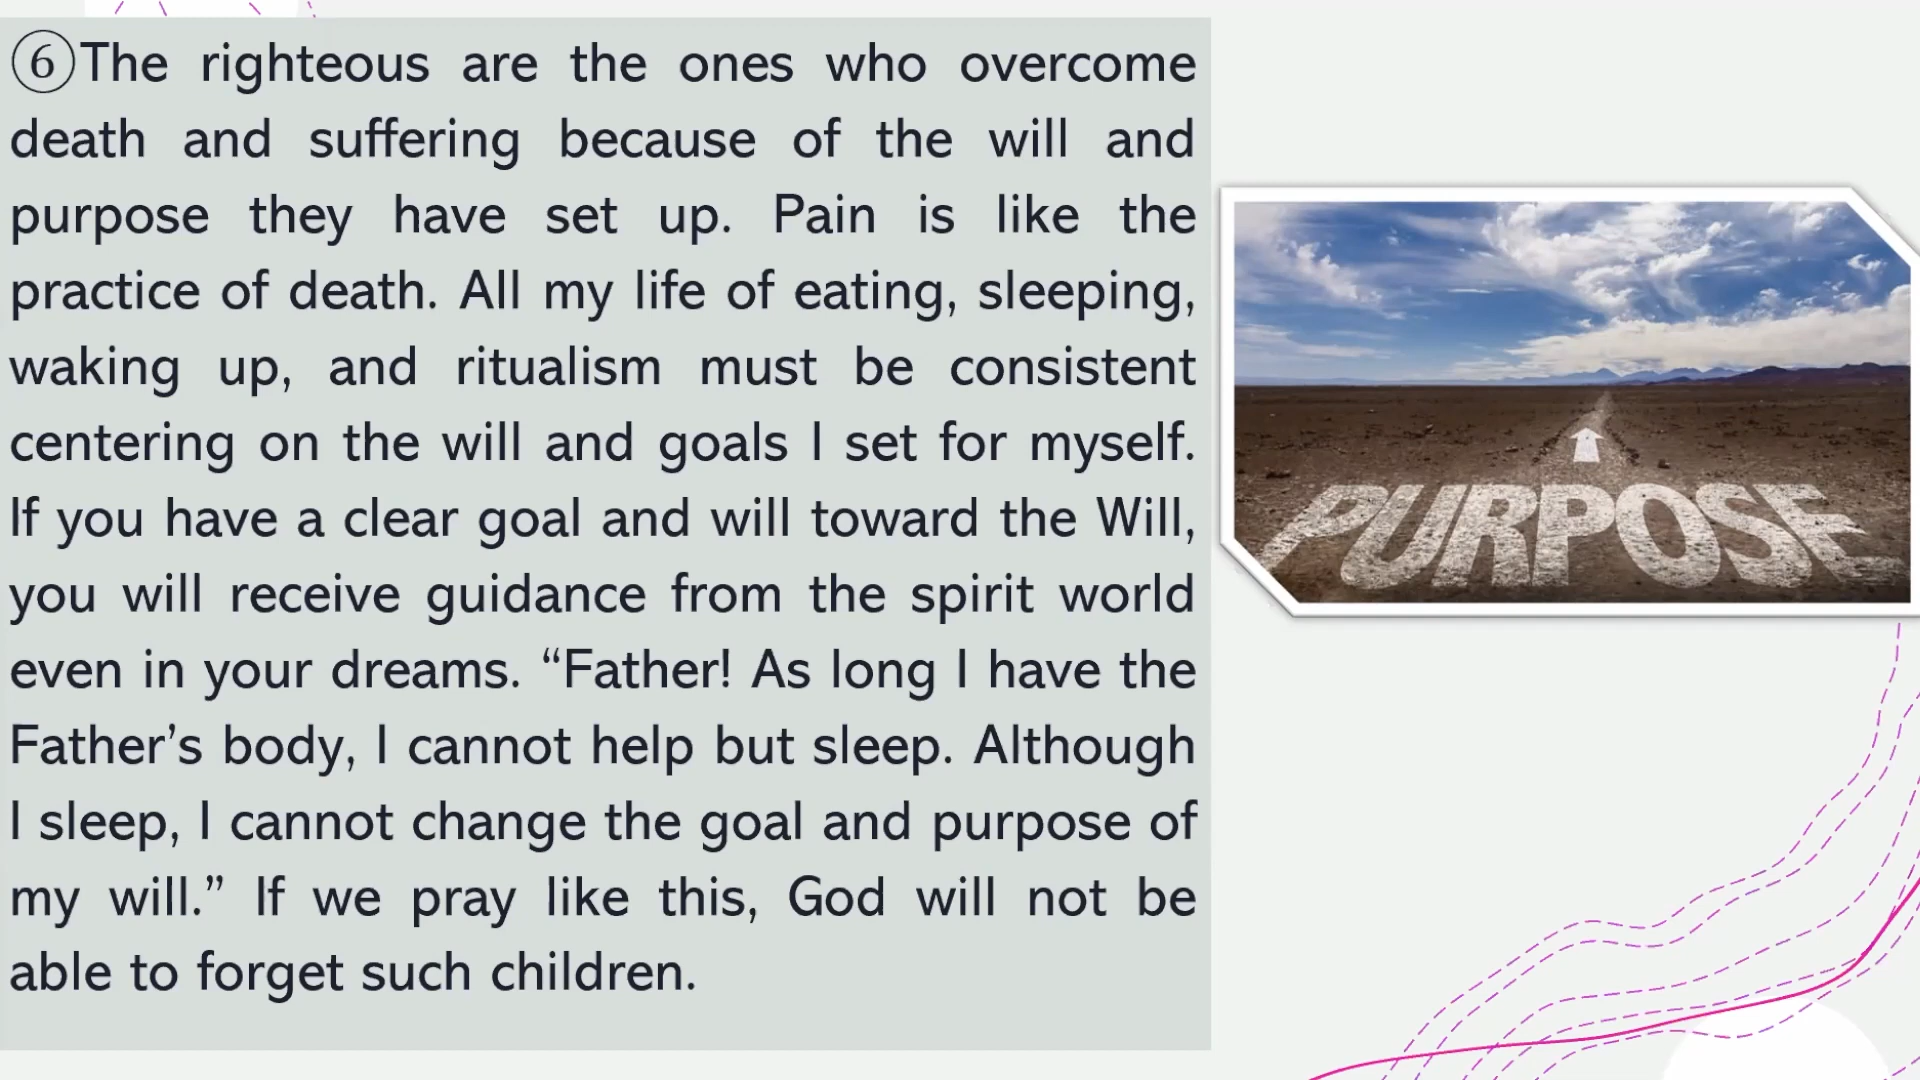 ⑥The righteous are the ones who overcome
death and suffering because of the will and
purpose they have set up. Pain is like the
practice of death. All my life of eating, sleeping,
waking up, and ritualism must be consistent
centering on the will and goals I set for myself.
If you have a clear goal and will toward the Will,
you will receive guidance from the spirit world
even in your dreams. “Father! As long I have the
Father’s body, I cannot help but sleep. Although
I sleep, I cannot change the goal and purpose of
my will.” If we pray like this, God will not be
able to forget such children.
PURPOSE